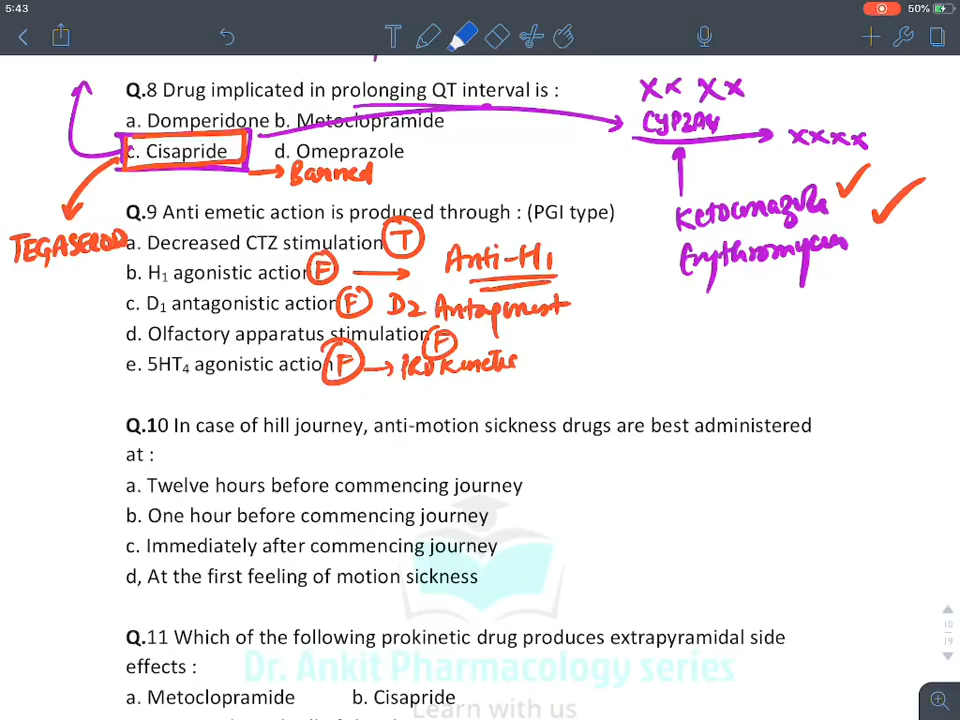 5:43
50%
Q.8 Drug implicated in prolonging QT interval is :
a. Domperidone b. Metoclopramide
c. Cisapride d. Omeprazole
Banned
XX XX
XXXX
Ketoconazole
Erythromycin
TEGASEROD
Q.9 Anti emetic action is produced through : (PGI type)
a. Decreased CTZ stimulation T
b. H₁ agonistic action F Anti-H₁
c. D₁ antagonistic action F D2 Antagonist
d. Olfactory apparatus stimulation F
e. 5HT₄ agonistic action F
Q.10 In case of hill journey, anti-motion sickness drugs are best administered
at :
a. Twelve hours before commencing journey
b. One hour before commencing journey
c. Immediately after commencing journey
d, At the first feeling of motion sickness
Q.11 Which of the following prokinetic drug produces extrapyramidal side
effects :
a. Metoclopramide b. Cisapride
Dr. Ankit Pharmacology series
Learn with us
10
19